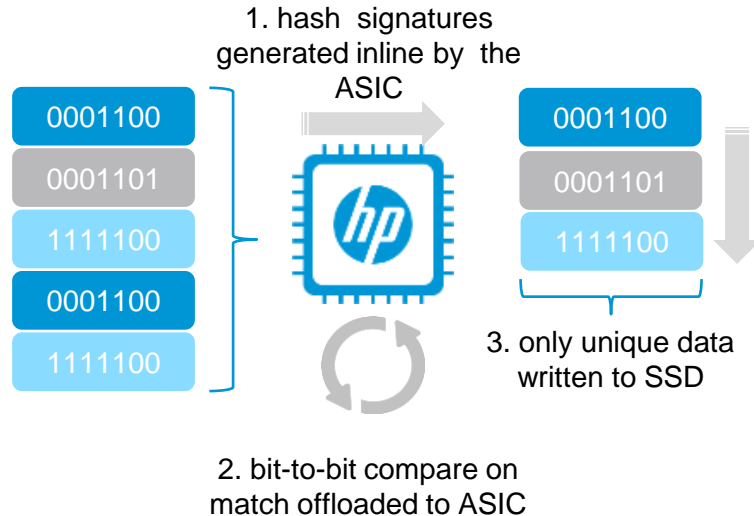 1. hash signatures
generated inline by the
ASIC
0001100
0001101
1111100
0001100
1111100
hp
0001100
0001101
1111100
3. only unique data
written to SSD
2. bit-to-bit compare on
match offloaded to ASIC